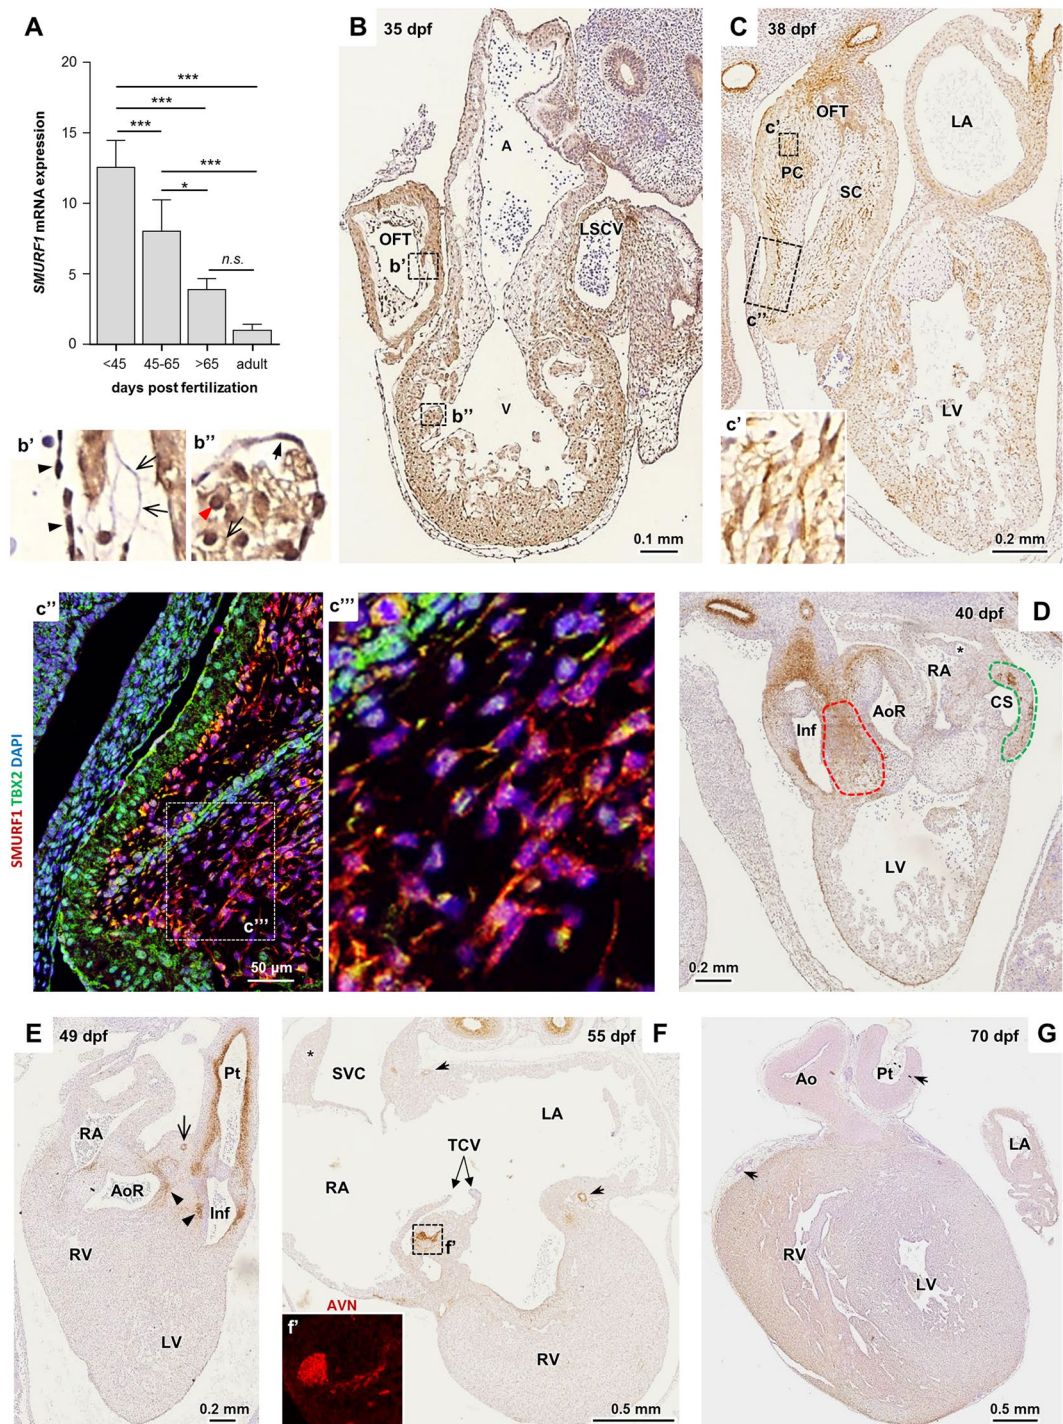 A
20
15
10
5
0
SMURF1 mRNA expression
***
***
***
***
*
n.s.
<45 45-65 >65 adult
days post fertilization
b'
b''
B
35 dpf
A
OFT
b'
LSCV
b''
V
0.1 mm
C
38 dpf
OFT
LA
c'
PC
SC
c''
LV
c'
0.2 mm
c''
SMURF1 TBX2 DAPI
c'''
50 µm
c'''
D
40 dpf
*
RA
Inf
AoR
CS
LV
0.2 mm
E
49 dpf
Pt
RA
AoR
Inf
RV
LV
0.2 mm
F
55 dpf
*
SVC
LA
TCV
RA
f'
AVN
f'
RV
0.5 mm
G
70 dpf
Ao
Pt
LA
RV
LV
0.5 mm